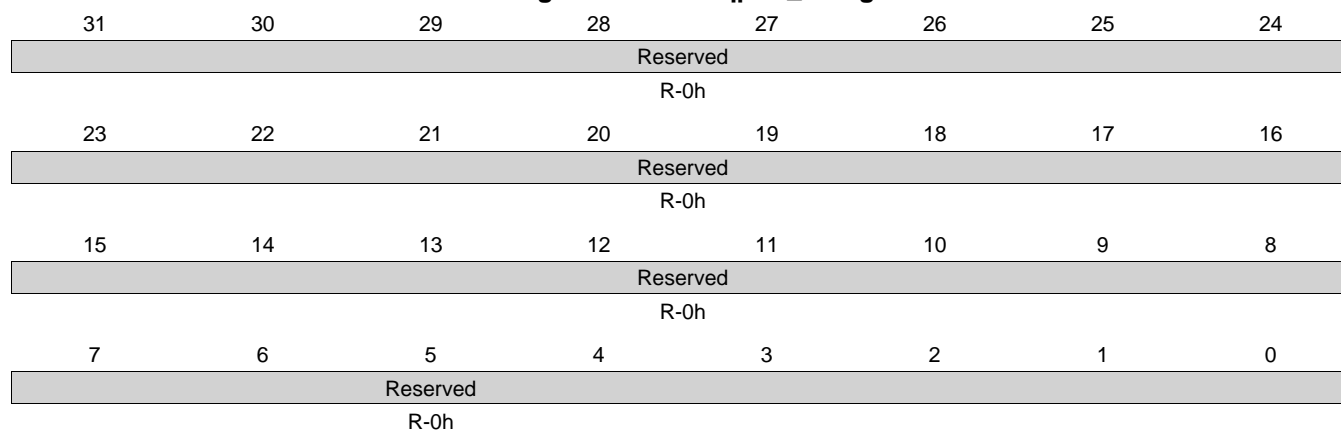 31 30 29 28 27 26 25 24
Reserved
R-0h
23 22 21 20 19 18 17 16
Reserved
R-0h
15 14 13 12 11 10 9 8
Reserved
R-0h
7 6 5 4 3 2 1 0
Reserved
R-0h